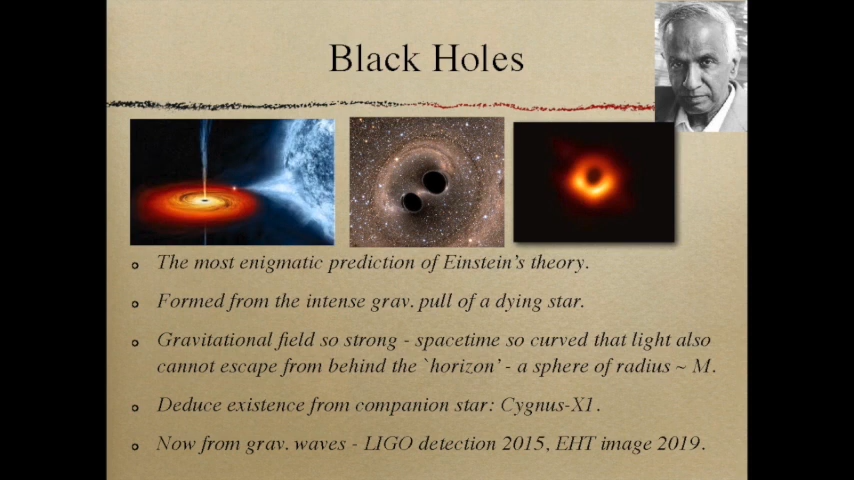 Black Holes
The most enigmatic prediction of Einstein's theory.
Formed from the intense grav. pull of a dying star.
Gravitational field so strong - spacetime so curved that light also
cannot escape from behind the `horizon' - a sphere of radius ~ M.
Deduce existence from companion star: Cygnus-X1.
Now from grav. waves - LIGO detection 2015, EHT image 2019.